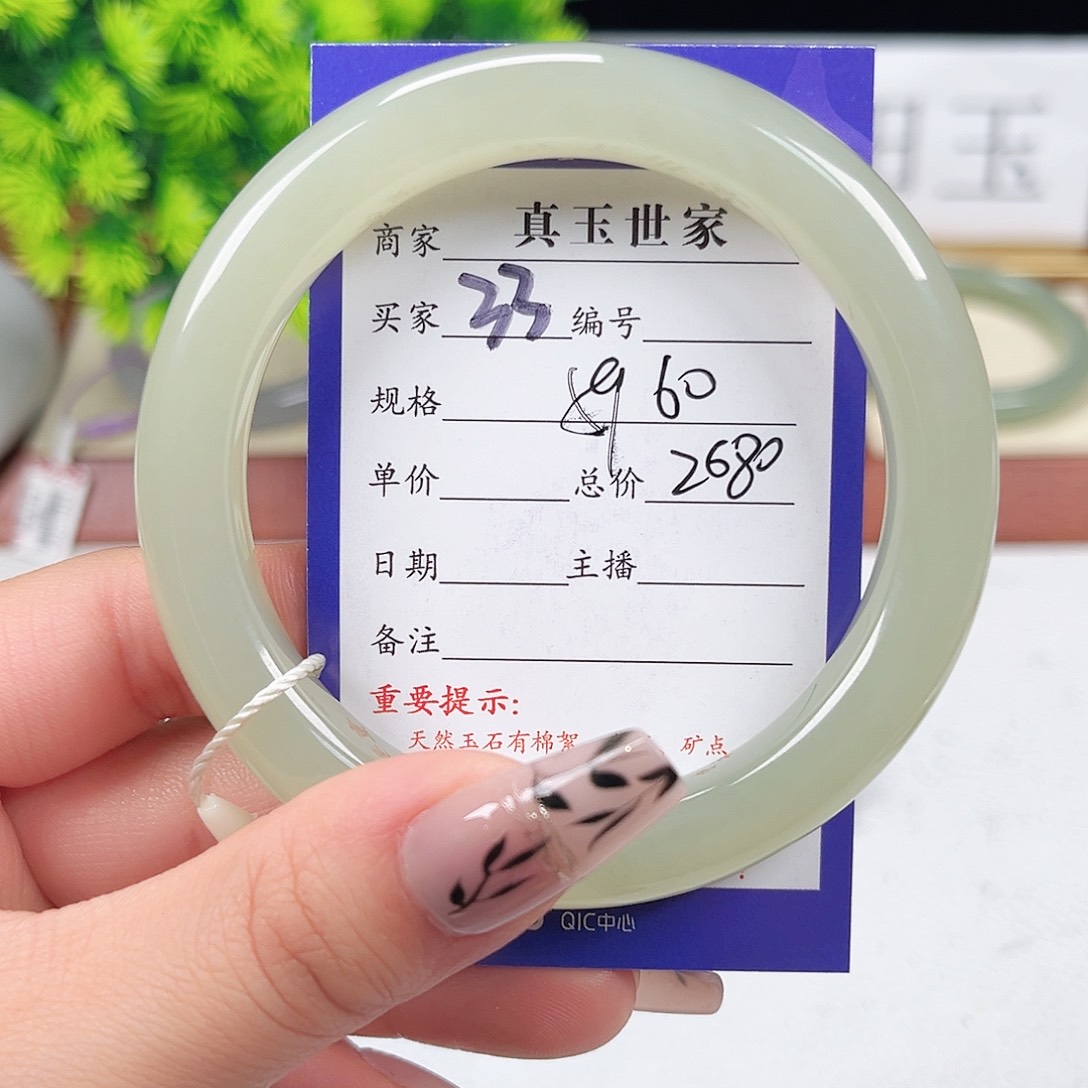 商家 真玉世家
买家 33 编号
规格 60
单价 总价 2680
日期 主播
备注
重要提示:
天然玉石有棉絮 矿点
QIC中心
玉